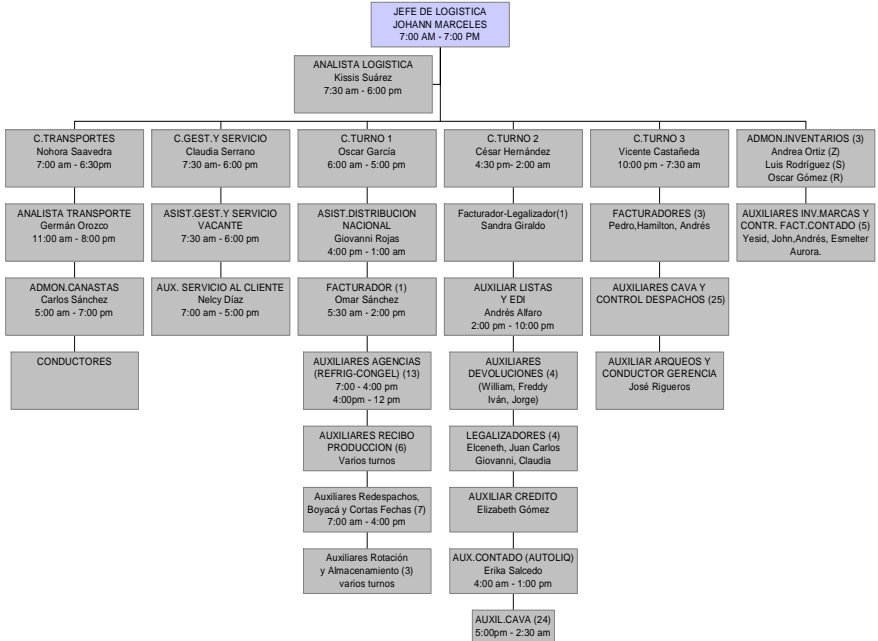 JEFE DE LOGISTICA
JOHANN MARCELES
7:00 AM - 7:00 PM
ANALISTA LOGISTICA
Kissis Suárez
7:30 am - 6:00 pm
C.TRANSPORTES
Nohora Saavedra
7:00 am - 6:30pm
C.GEST.Y SERVICIO
Claudia Serrano
7:30 am- 6:00 pm
C.TURNO 1
Oscar García
6:00 am - 5:00 pm
C.TURNO 2
César Hernández
4:30 pm- 2:00 am
C.TURNO 3
Vicente Castañeda
10:00 pm - 7:30 am
ADMON.INVENTARIOS (3)
Andrea Ortiz (Z)
Luis Rodríguez (S)
Oscar Gómez (R)
ANALISTA TRANSPORTE
Germán Orozco
11:00 am - 8:00 pm
ASIST.GEST.Y SERVICIO
VACANTE
7:30 am - 6:00 pm
ASIST.DISTRIBUCION
NACIONAL
Giovanni Rojas
4:00 pm - 1:00 am
Facturador-Legalizador(1)
Sandra Giraldo
FACTURADORES (3)
Pedro,Hamilton, Andrés
AUXILIARES INV.MARCAS Y
CONTR. FACT.CONTADO (5)
Yesid, John,Andrés, Esmelter
Aurora.
ADMON.CANASTAS
Carlos Sánchez
5:00 am - 7:00 pm
AUX. SERVICIO AL CLIENTE
Nelcy Díaz
7:00 am - 5:00 pm
FACTURADOR (1)
Omar Sánchez
5:30 am - 2:00 pm
AUXILIAR LISTAS
Y EDI
Andrés Alfaro
2:00 pm - 10:00 pm
AUXILIARES CAVA Y
CONTROL DESPACHOS (25)
CONDUCTORES
AUXILIARES AGENCIAS
(REFRIG-CONGEL) (13)
7:00 - 4:00 pm
4:00pm - 12 pm
AUXILIARES
DEVOLUCIONES (4)
(William, Freddy
Iván, Jorge)
AUXILIAR ARQUEOS Y
CONDUCTOR GERENCIA
José Rigueros
AUXILIARES RECIBO
PRODUCCION (6)
Varios turnos
LEGALIZADORES (4)
Elceneth, Juan Carlos
Giovanni, Claudia
Auxiliares Redespachos,
Boyacá y Cortas Fechas (7)
7:00 am - 4:00 pm
AUXILIAR CREDITO
Elizabeth Gómez
Auxiliares Rotación
y Almacenamiento (3)
varios turnos
AUX.CONTADO (AUTOLIQ)
Erika Salcedo
4:00 am - 1:00 pm
AUXIL.CAVA (24)
5:00pm - 2:30 am